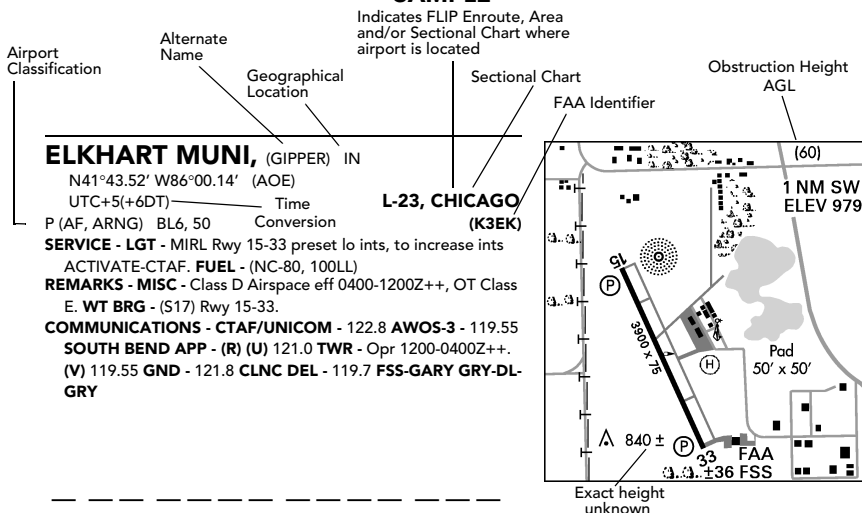 SAMPLE
Indicates FLIP Enroute, Area
and/or Sectional Chart where
airport is located
Airport
Classification
Alternate
Name
Geographical
Location
Sectional Chart
FAA Identifier
Obstruction Height
AGL
ELKHART MUNI, (GIPPER) IN
N41°43.52' W86°00.14' (AOE)
UTC+5(+6DT)
Time
Conversion
L-23, CHICAGO
(K3EK)
P (AF, ARNG) BL6, 50
SERVICE - LGT - MIRL Rwy 15-33 preset lo ints, to increase ints
ACTIVATE-CTAF. FUEL - (NC-80, 100LL)
REMARKS - MISC - Class D Airspace eff 0400-1200Z++, OT Class
E. WT BRG - (S17) Rwy 15-33.
COMMUNICATIONS - CTAF/UNICOM - 122.8 AWOS-3 - 119.55
SOUTH BEND APP - (R) (U) 121.0 TWR - Opr 1200-0400Z++.
(V) 119.55 GND - 121.8 CLNC DEL - 119.7 FSS-GARY GRY-DL-
GRY
(60)
1 NM SW
ELEV 979
15
P
3900 x 75
H
Pad
50' x 50'
840 ±
P
33
FAA
±36 FSS
Exact height
unknown